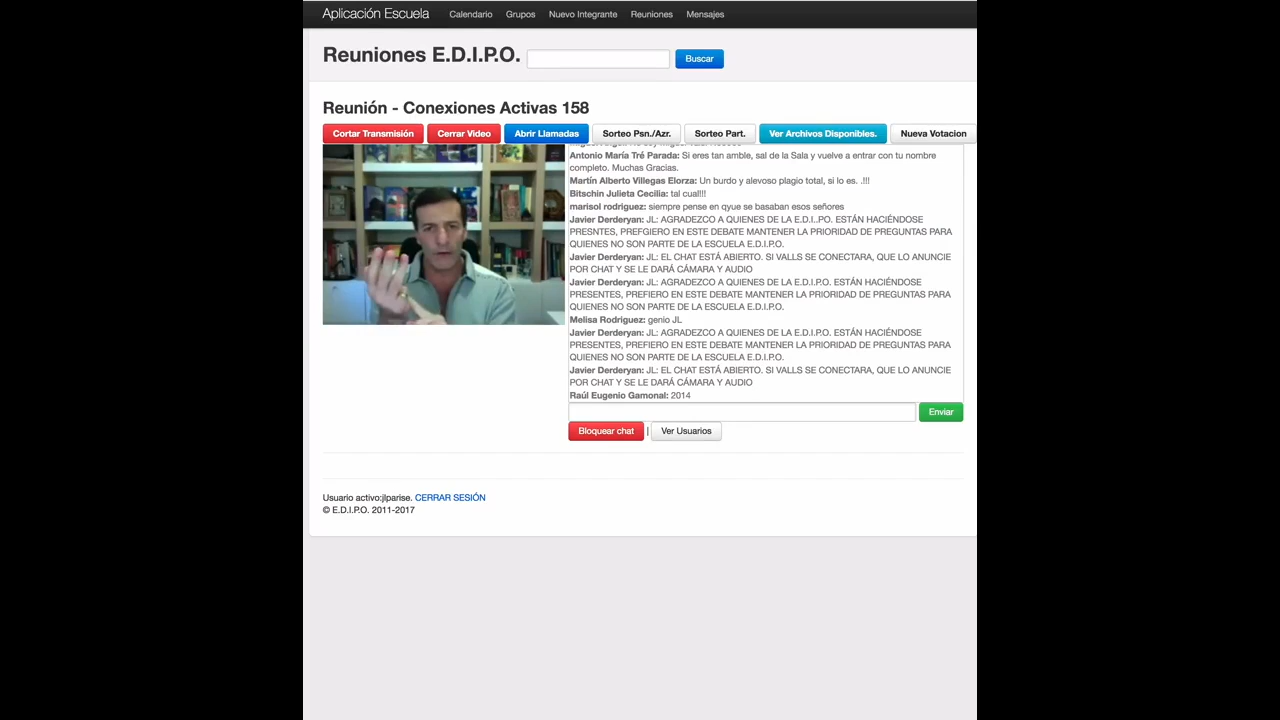 Aplicación Escuela Calendario Grupos Nuevo Integrante Reuniones Mensajes
Reuniones E.D.I.P.O. Buscar
Reunión - Conexiones Activas 158
Cortar Transmisión Cerrar Video Abrir Llamadas Sorteo Psn./Azr. Sorteo Part. Ver Archivos Disponibles. Nueva Votacion
Antonio María Tré Parada: Si eres tan amble, sal de la Sala y vuelve a entrar con tu nombre
completo. Muchas Gracias.
Martín Alberto Villegas Elorza: Un burdo y alevoso plagio total, si lo es. .!!!
Bitschin Julieta Cecilia: tal cual!!!
marisol rodriguez: siempre pense en qyue se basaban esos señores
Javier Derderyan: JL: AGRADEZCO A QUIENES DE LA E.D.I..PO. ESTÁN HACIÉNDOSE
PRESNTES, PREFGIERO EN ESTE DEBATE MANTENER LA PRIORIDAD DE PREGUNTAS PARA
QUIENES NO SON PARTE DE LA ESCUELA E.D.I.P.O.
Javier Derderyan: JL: EL CHAT ESTÁ ABIERTO. SI VALLS SE CONECTARA, QUE LO ANUNCIE
POR CHAT Y SE LE DARÁ CÁMARA Y AUDIO
Javier Derderyan: JL: AGRADEZCO A QUIENES DE LA E.D.I.P.O. ESTÁN HACIÉNDOSE
PRESENTES, PREFIERO EN ESTE DEBATE MANTENER LA PRIORIDAD DE PREGUNTAS PARA
QUIENES NO SON PARTE DE LA ESCUELA E.D.I.P.O.
Melisa Rodriguez: genio JL
Javier Derderyan: JL: AGRADEZCO A QUIENES DE LA E.D.I.P.O. ESTÁN HACIÉNDOSE
PRESENTES, PREFIERO EN ESTE DEBATE MANTENER LA PRIORIDAD DE PREGUNTAS PARA
QUIENES NO SON PARTE DE LA ESCUELA E.D.I.P.O.
Javier Derderyan: JL: EL CHAT ESTÁ ABIERTO. SI VALLS SE CONECTARA, QUE LO ANUNCIE
POR CHAT Y SE LE DARÁ CÁMARA Y AUDIO
Raúl Eugenio Gamonal: 2014
Enviar
Bloquear chat | Ver Usuarios
Usuario activo:jlparise. CERRAR SESIÓN
© E.D.I.P.O. 2011-2017